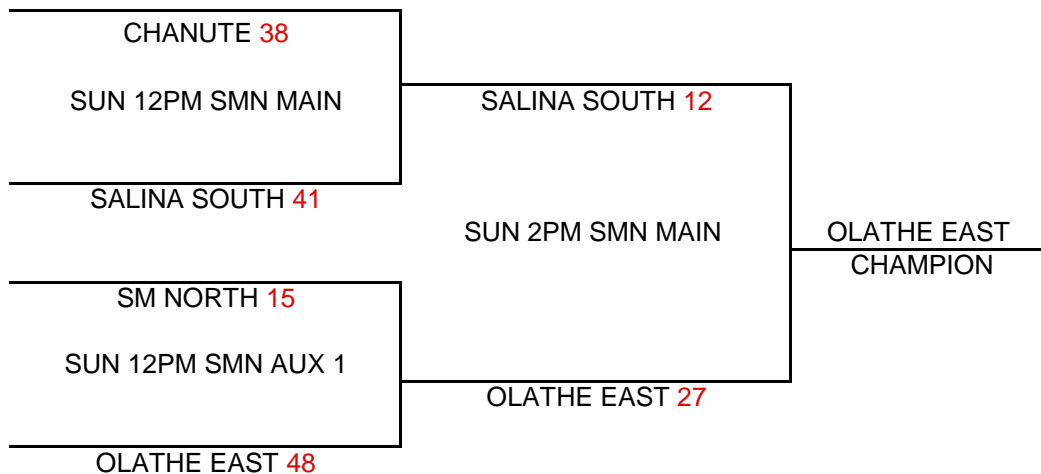 CHANUTE 38
SUN 12PM SMN MAIN
SALINA SOUTH 41
SALINA SOUTH 12
SUN 2PM SMN MAIN
OLATHE EAST
CHAMPION
SM NORTH 15
SUN 12PM SMN AUX 1
OLATHE EAST 48
OLATHE EAST 27